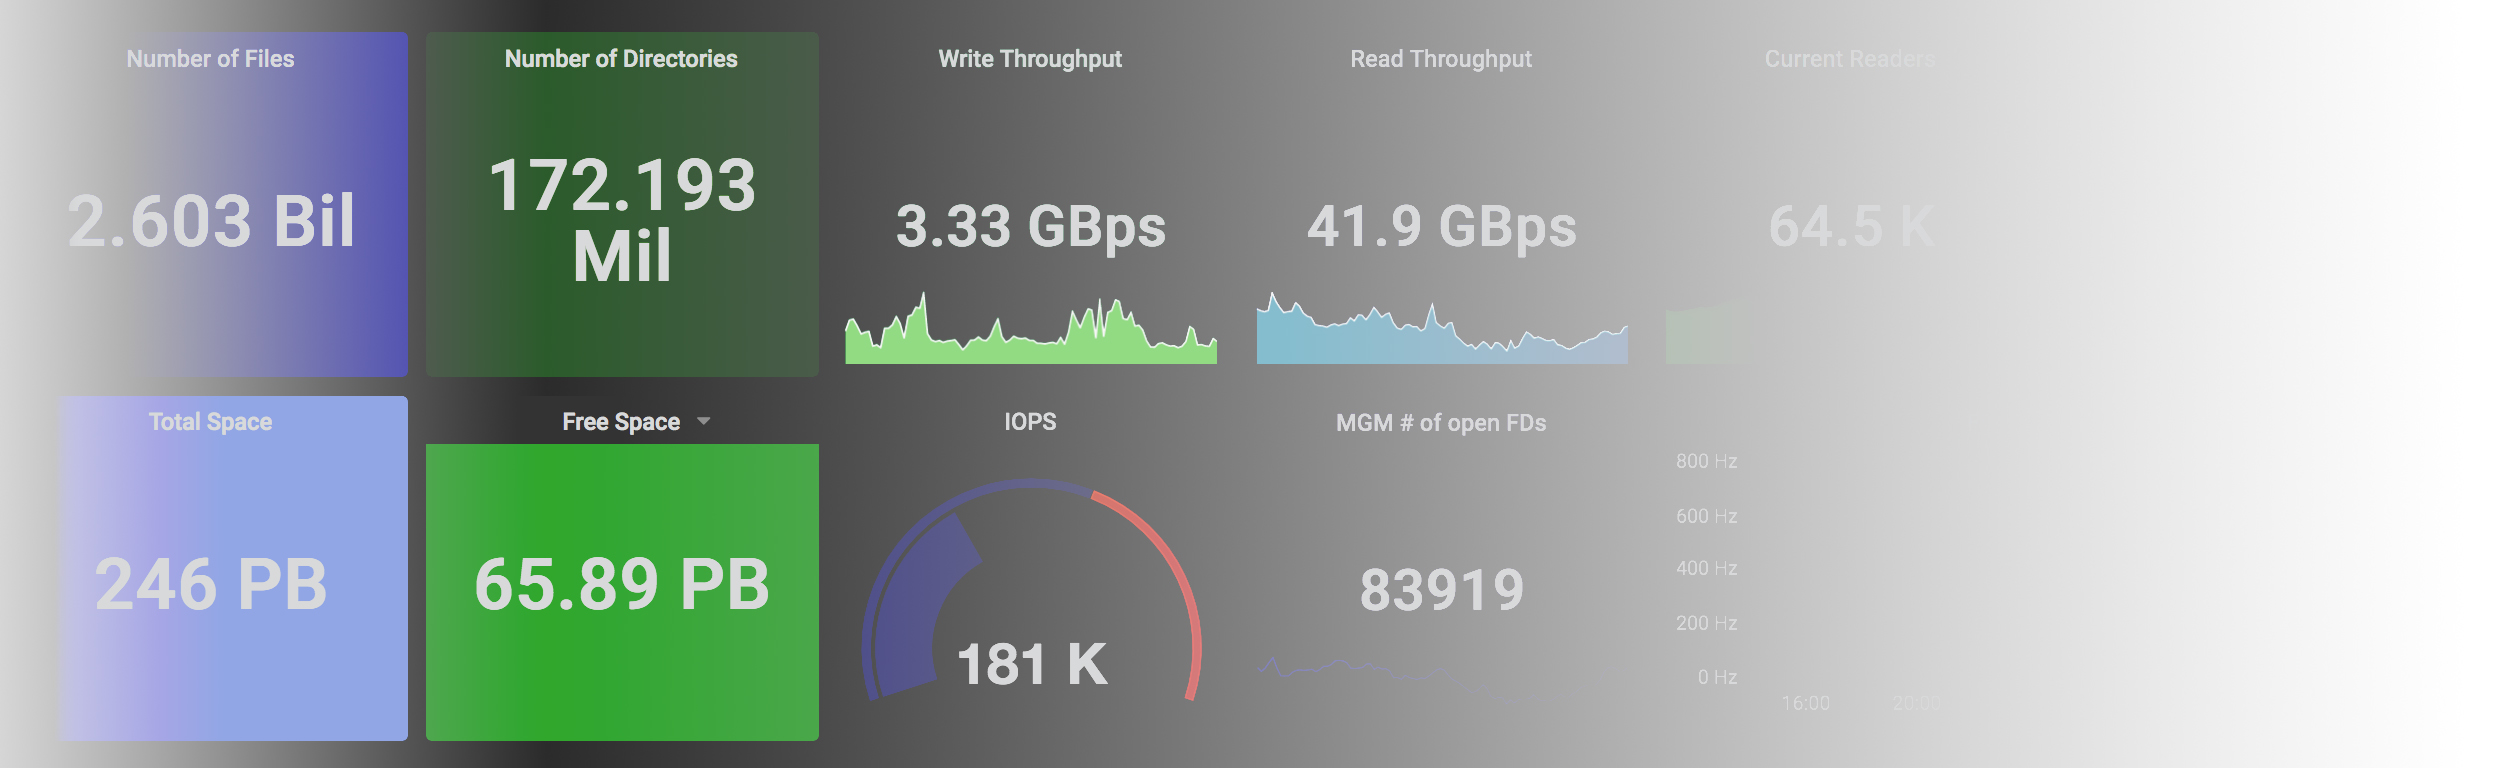 Number of Files
2.603 Bil
Number of Directories
172.193
Mil
Write Throughput
3.33 GBps
Read Throughput
41.9 GBps
Current Readers
64.5 K
Total Space
246 PB
Free Space
65.89 PB
IOPS
181 K
MGM # of open FDs
83919
800 Hz
600 Hz
400 Hz
200 Hz
0 Hz
16:00
20:00